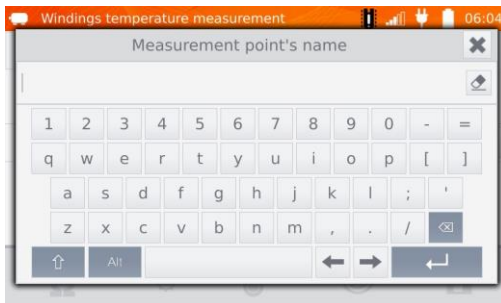 Windings temperature measurement 06:04
Measurement point's name
1 2 3 4 5 6 7 8 9 0 - =
q w e r t y u i o p [ ]
a s d f g h j k l ; '
z x c v b n m , . /
Alt